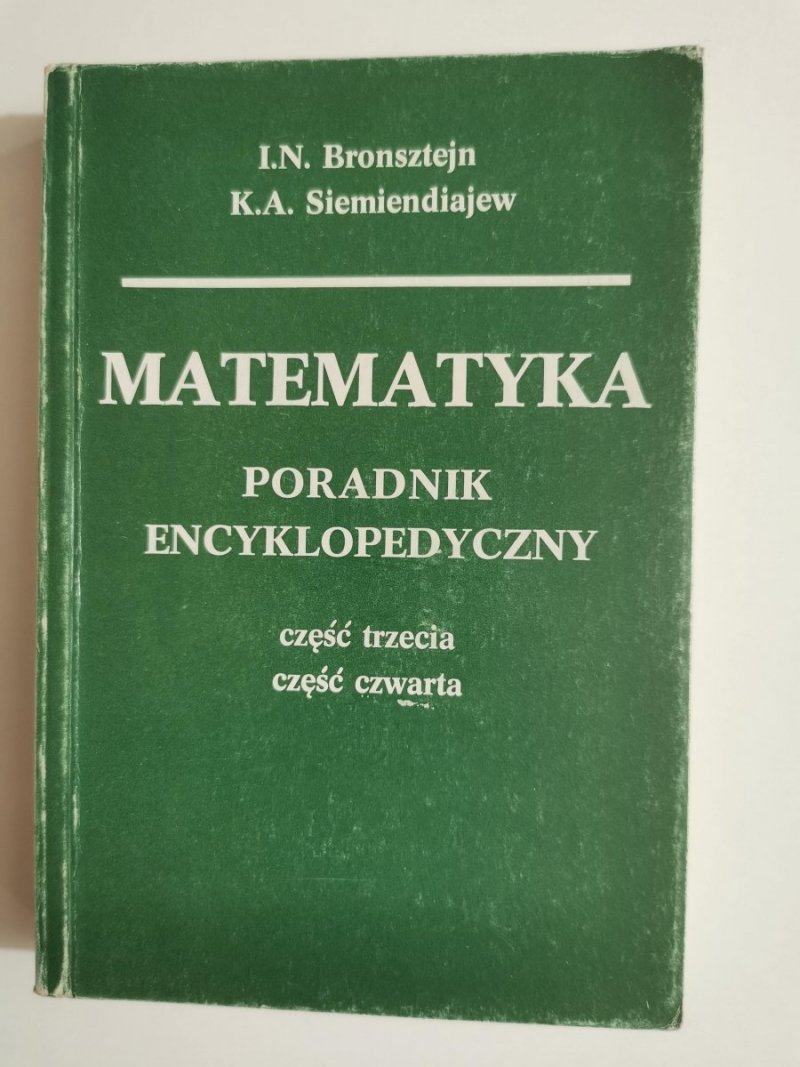 I.N. Bronsztejn
K.A. Siemiendiajew
MATEMATYKA
PORADNIK
ENCYKLOPEDYCZNY
część trzecia
część czwarta